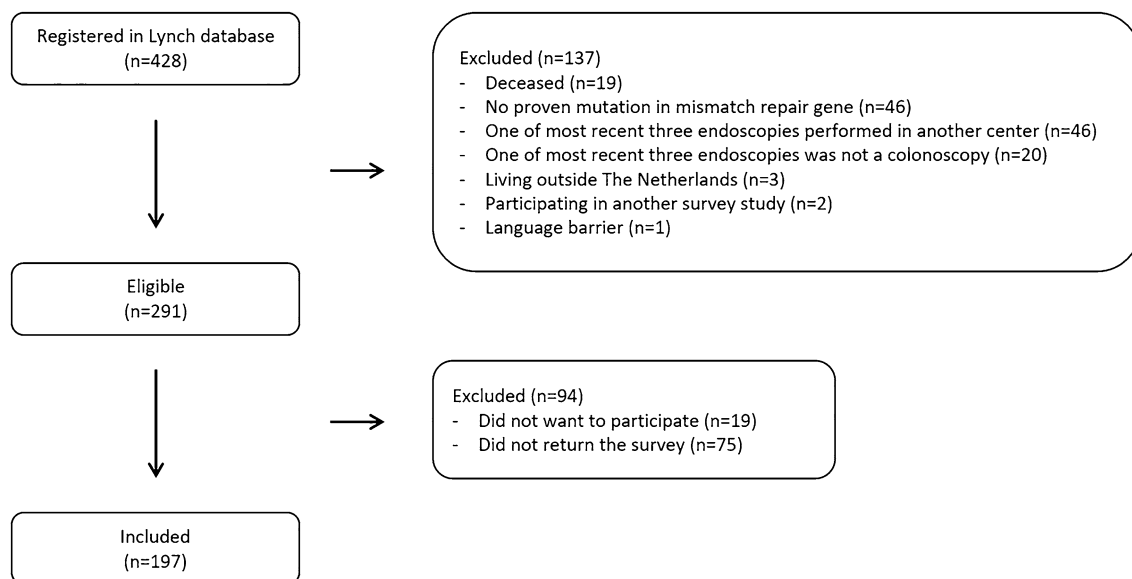 Registered in Lynch database
(n=428)
Excluded (n=137)
- Deceased (n=19)
- No proven mutation in mismatch repair gene (n=46)
- One of most recent three endoscopies performed in another center (n=46)
- One of most recent three endoscopies was not a colonoscopy (n=20)
- Living outside The Netherlands (n=3)
- Participating in another survey study (n=2)
- Language barrier (n=1)
Eligible
(n=291)
Excluded (n=94)
- Did not want to participate (n=19)
- Did not return the survey (n=75)
Included
(n=197)